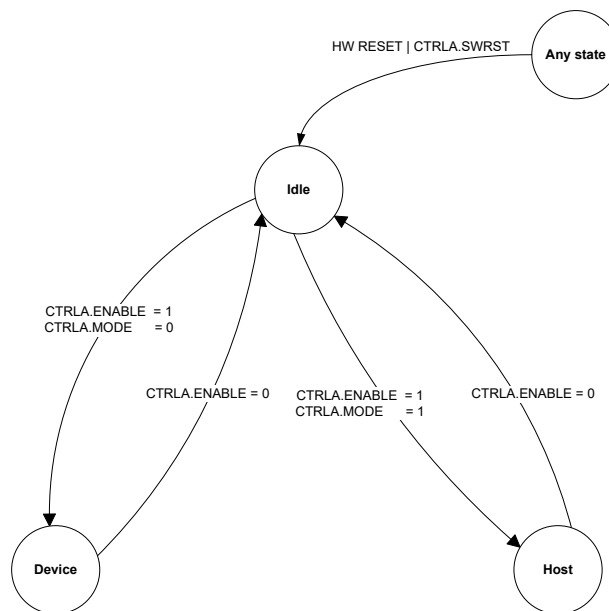 HW RESET | CTRLA.SWRST
Any state
Idle
CTRLA.ENABLE = 1
CTRLA.MODE = 0
CTRLA.ENABLE = 0
CTRLA.ENABLE = 1
CTRLA.MODE = 1
CTRLA.ENABLE = 0
Device
Host